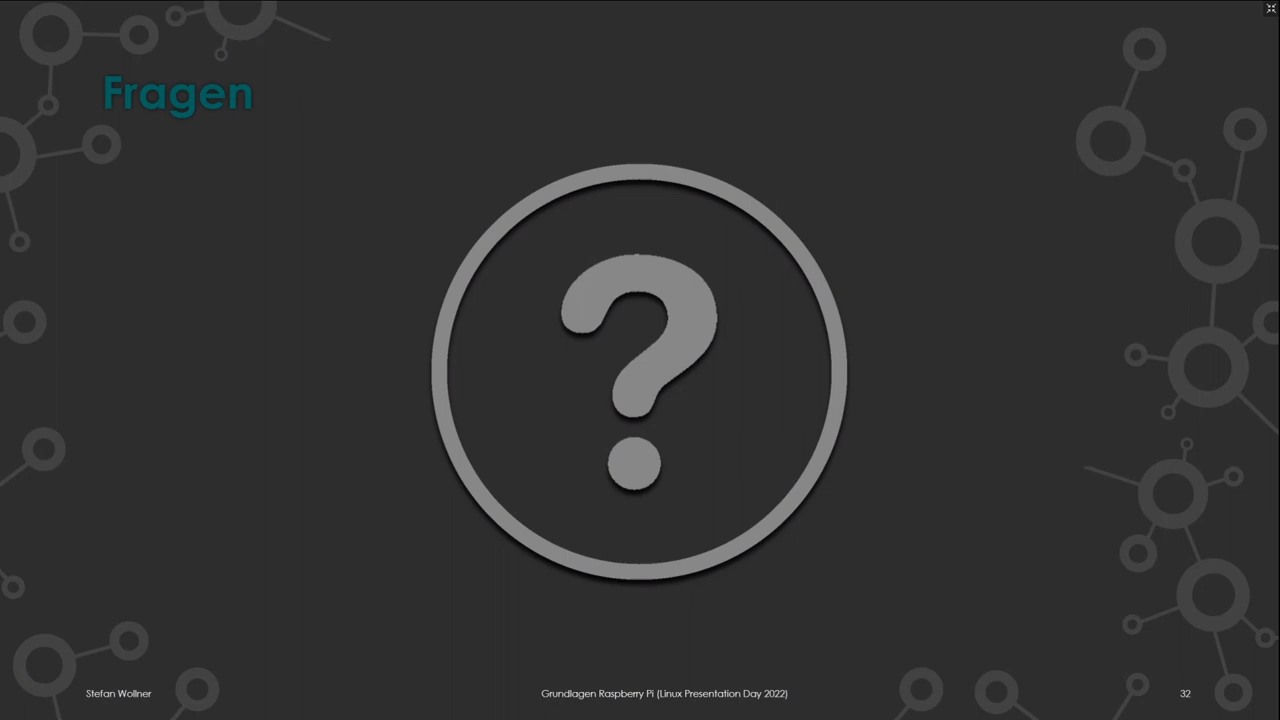 Fragen
?
Stefan Wollner
Grundlagen Raspberry Pi (Linux Presentation Day 2022)
32